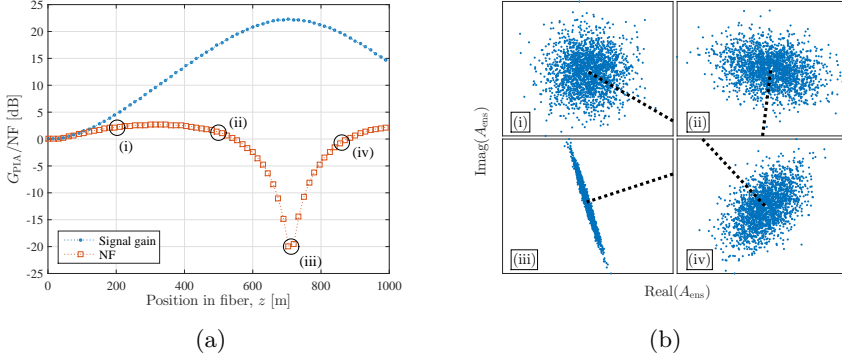 25
20
15
10
5
0
-5
-10
-15
-20
-25
G_PIA/NF [dB]
(i)
(ii)
(iii)
(iv)
Signal gain
NF
0 200 400 600 800 1000
Position in fiber, z [m]
(a)
Imag(A_ens)
(i)
(ii)
(iii)
(iv)
Real(A_ens)
(b)